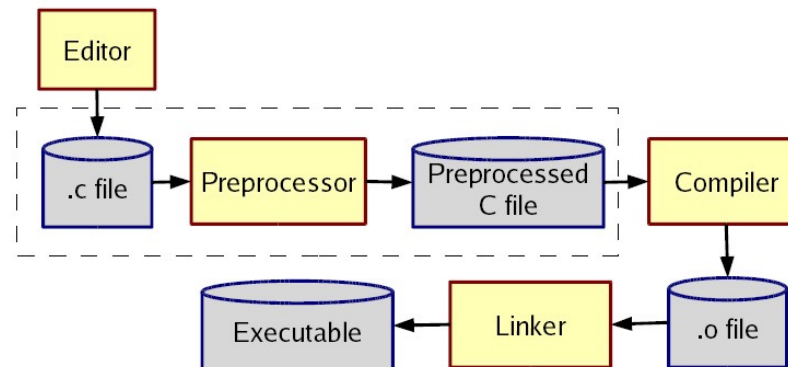 Editor
.c file
Preprocessor
Preprocessed
C file
Compiler
Executable
Linker
.o file